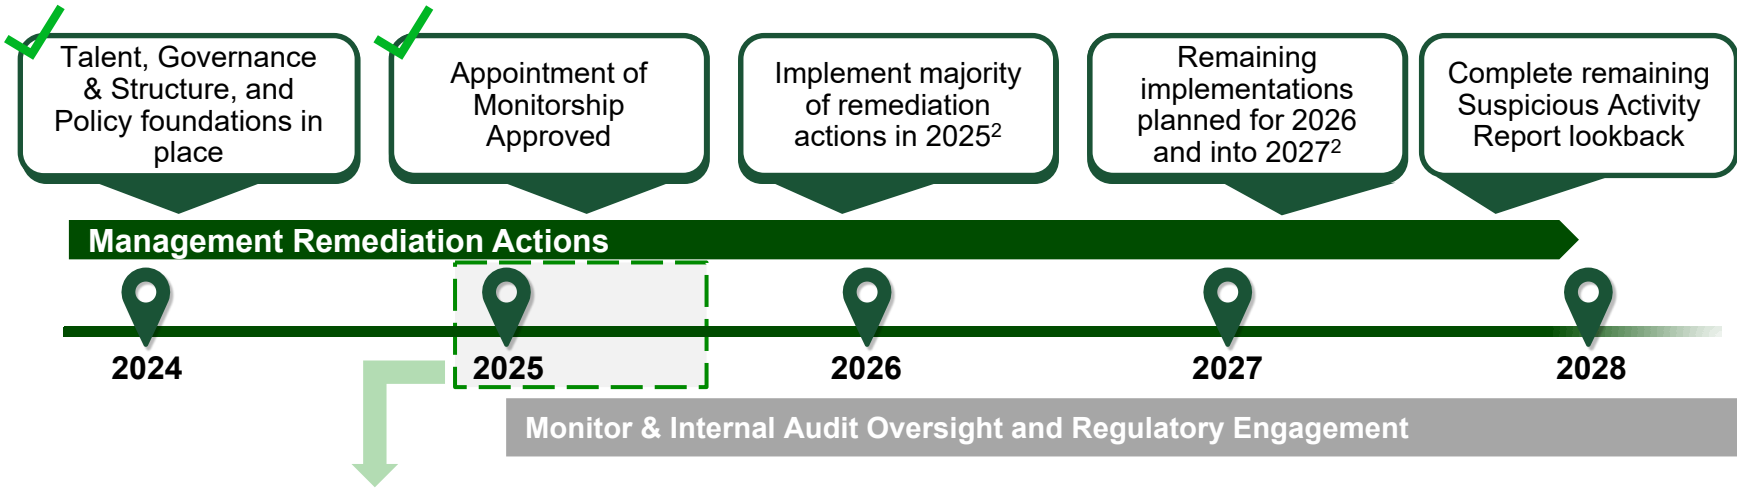 Talent, Governance
& Structure, and
Policy foundations in
place
Appointment of
Monitorship
Approved
Implement majority
of remediation
actions in 2025²
Remaining
implementations
planned for 2026
and into 2027²
Complete remaining
Suspicious Activity
Report lookback
Management Remediation Actions
2024
2025
2026
2027
2028
Monitor & Internal Audit Oversight and Regulatory Engagement